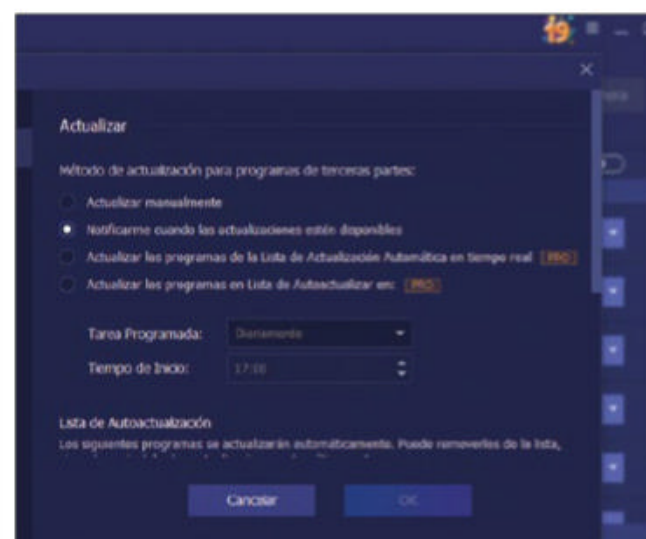 19
Actualizar
Método de actualización para programas de terceras partes:
Actualizar manualmente
Notificarme cuando las actualizaciones estén disponibles
Actualizar los programas de la Lista de Actualización Automática en tiempo real PRO
Actualizar los programas en Lista de Autoactualizar en: PRO
Tarea Programada: Diariamente
Tiempo de Inicio:
Lista de Autoactualización
Los siguientes programas se actualizarán automáticamente. Puede removerlos de la lista,
Cancelar OK